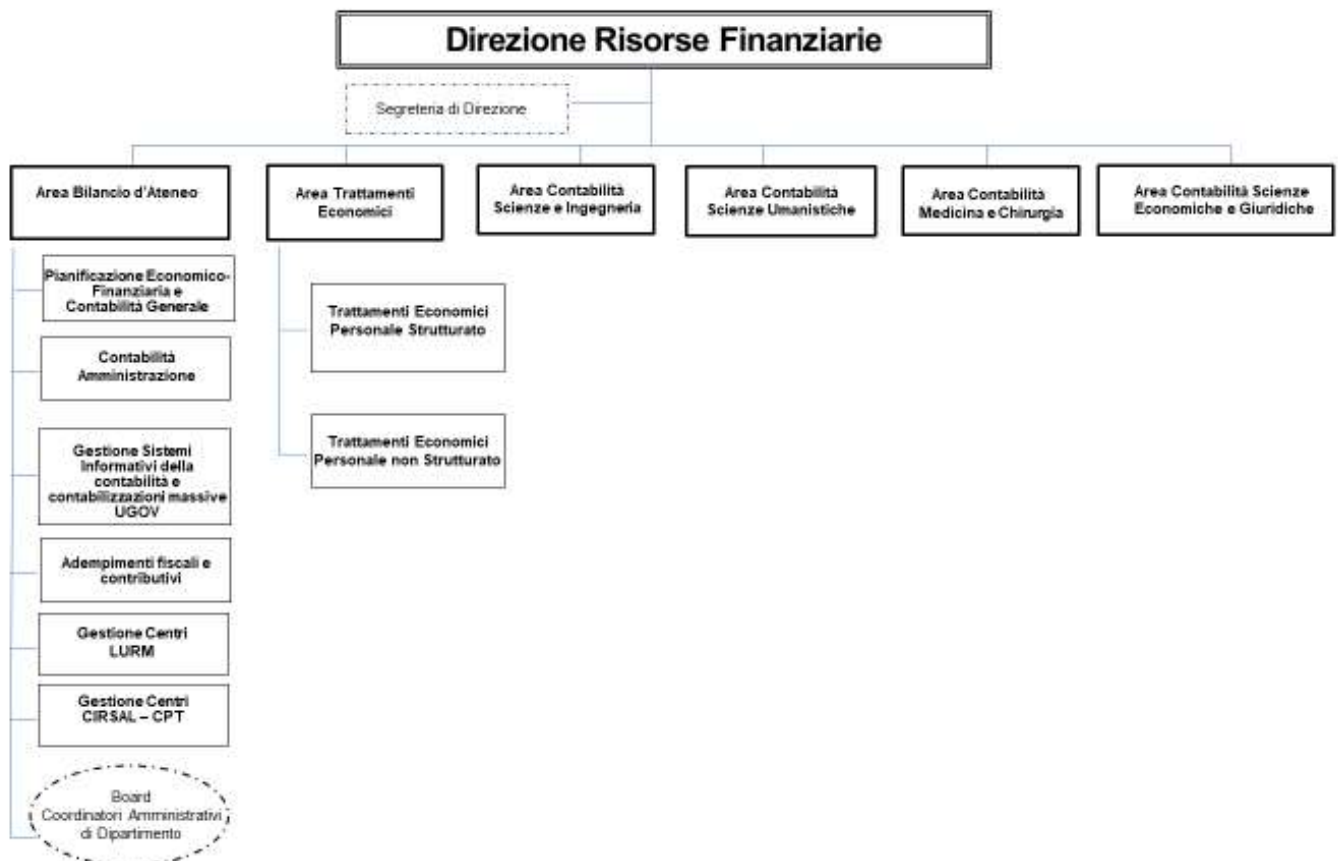 Direzione Risorse Finanziarie
Segreteria di Direzione
Area Bilancio d'Ateneo
Area Trattamenti
Economici
Area Contabilità
Scienze e Ingegneria
Area Contabilità
Scienze Umanistiche
Area Contabilità
Medicina e Chirurgia
Area Contabilità Scienze
Economiche e Giuridiche
Pianificazione Economico-
Finanziaria e
Contabilità Generale
Contabilità
Amministrazione
Gestione Sistemi
Informativi della
contabilità e
contabilizzazioni massive
UGOV
Adempimenti fiscali e
contributivi
Gestione Centri
LURM
Gestione Centri
CIRSAL – CPT
Board
Coordinatori Amministrativi
di Dipartimento
Trattamenti Economici
Personale Strutturato
Trattamenti Economici
Personale non Strutturato